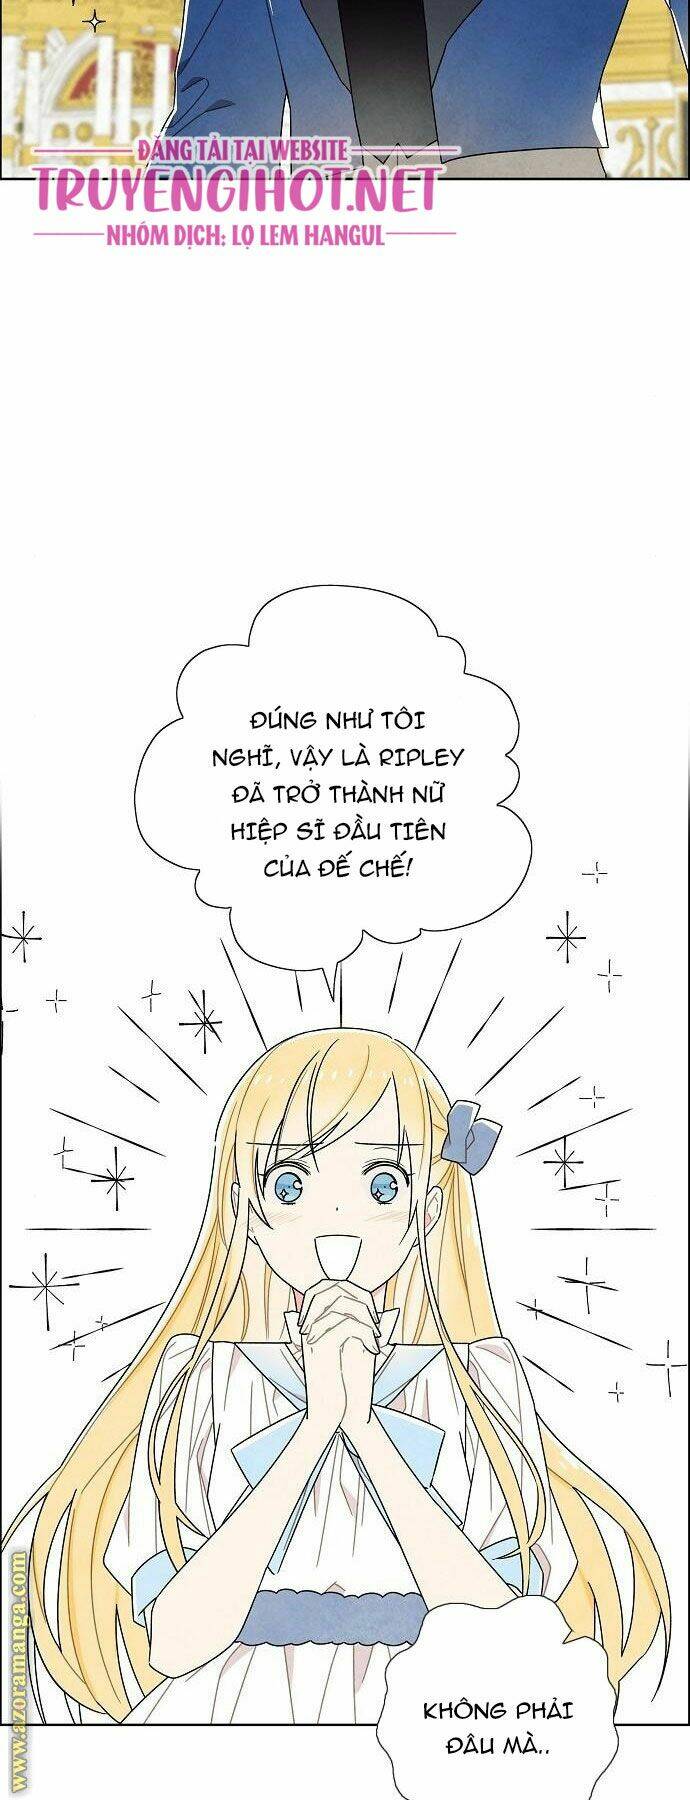 ĐĂNG TẢI TẠI WEBSITE
TRUYENGIHOT.NET
NHÓM DỊCH: LỌ LEM HANGUL
ĐÚNG NHƯ TÔI
NGHĨ, VẬY LÀ RIPLEY
ĐÃ TRỞ THÀNH NỮ
HIỆP SĨ ĐẦU TIÊN
CỦA ĐẾ CHẾ!
www.azoramanga.com
KHÔNG PHẢI
ĐÂU MÀ..